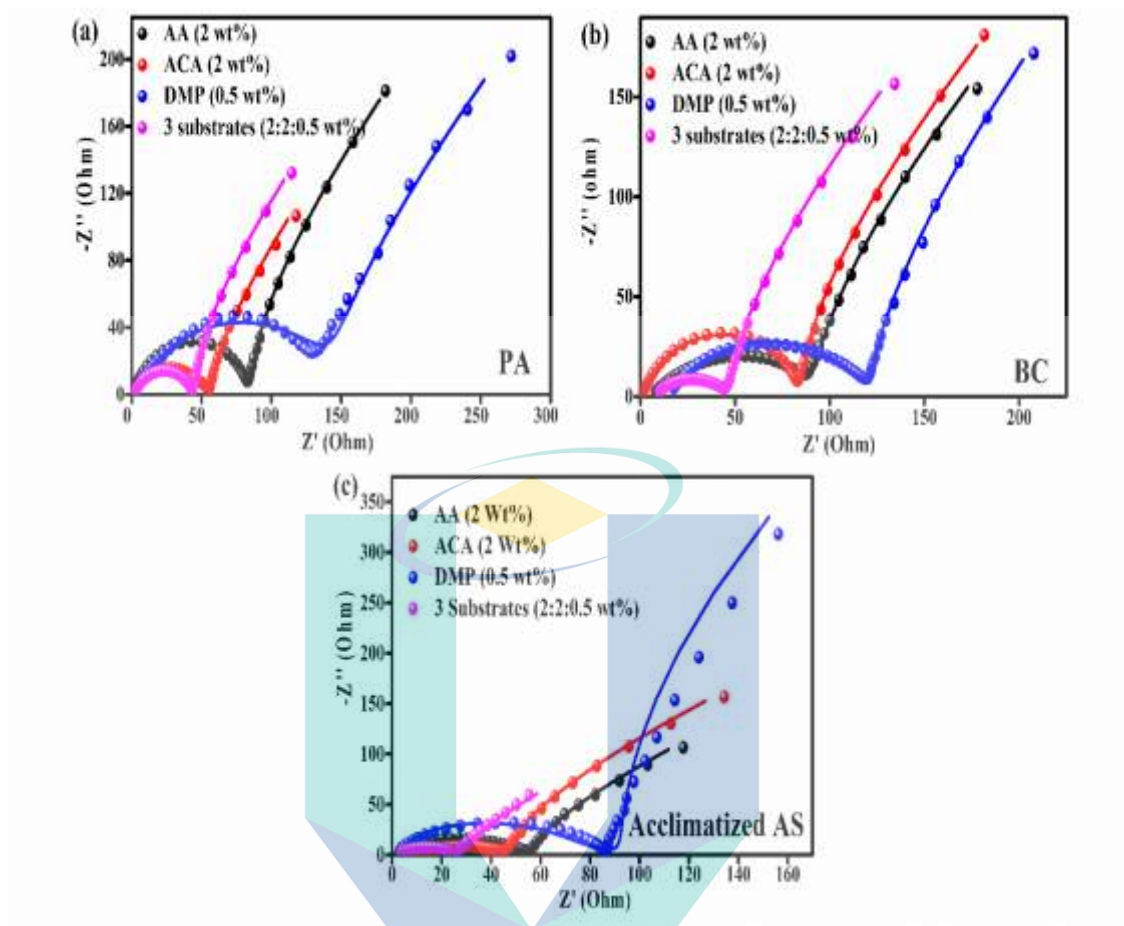 (a)
AA (2 wt%)
ACA (2 wt%)
DMP (0.5 wt%)
3 substrates (2:2:0.5 wt%)
PA
-Z'' (Ohm)
200
160
120
80
40
0
0 50 100 150 200 250 300
Z' (Ohm)
(b)
AA (2 wt%)
ACA (2 wt%)
DMP (0.5 wt%)
3 substrates (2:2:0.5 wt%)
BC
-Z'' (ohm)
150
100
50
0
0 50 100 150 200
Z' (Ohm)
(c)
AA (2 Wt%)
ACA (2 Wt%)
DMP (0.5 wt%)
3 Substrates (2:2:0.5 wt%)
Acclimatized AS
-Z'' (Ohm)
350
300
250
200
150
100
50
0
0 20 40 60 80 100 120 140 160
Z' (Ohm)